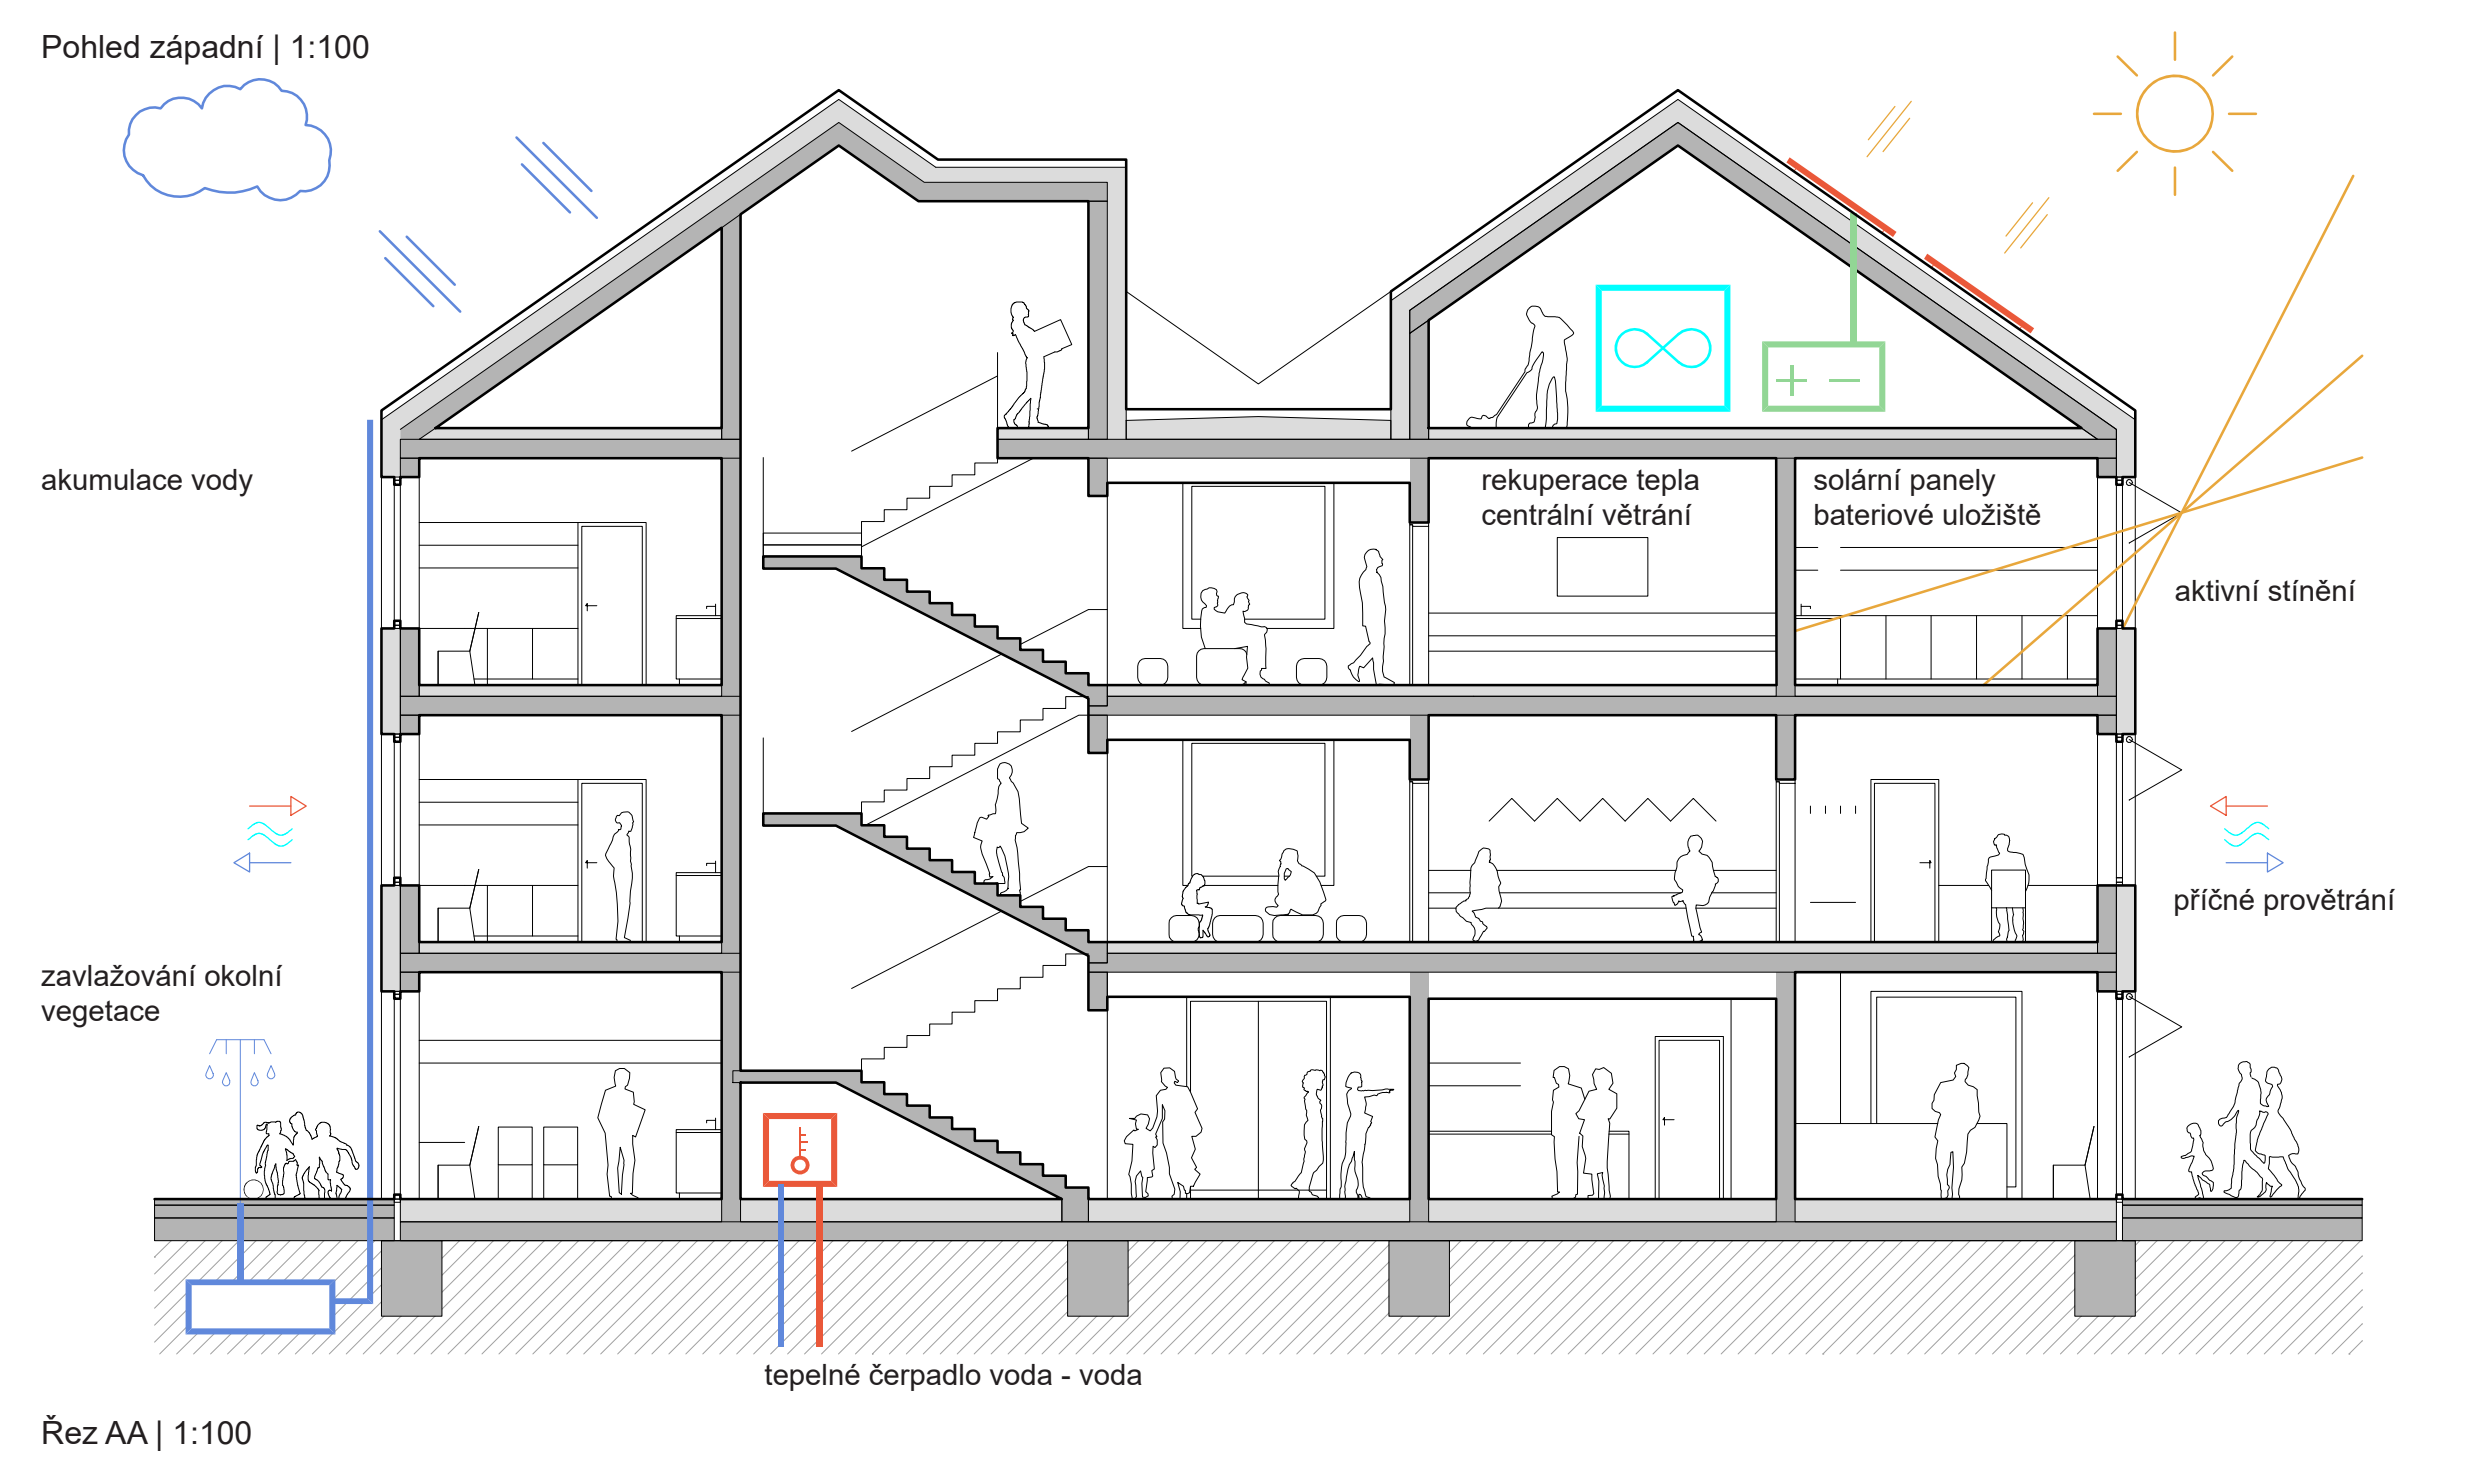 Pohled západní | 1:100
akumulace vody
rekuperace tepla
centrální větrání
solární panely
bateriové uložiště
aktivní stínění
příčné provětrání
zavlažování okolní
vegetace
tepelné čerpadlo voda - voda
Řez AA | 1:100